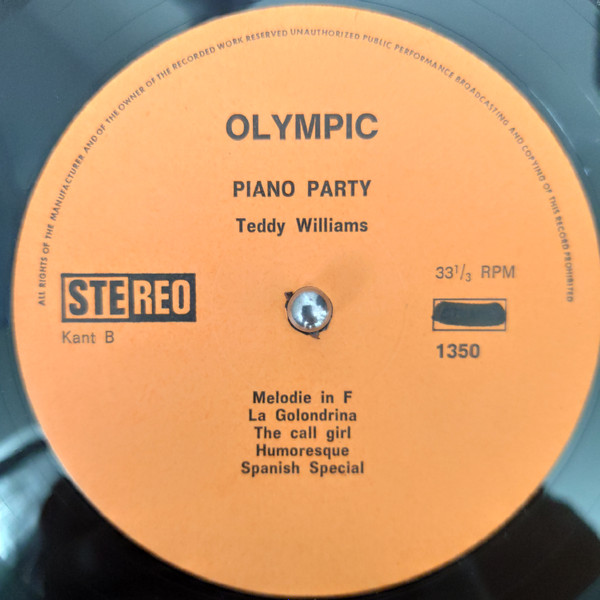 ALL RIGHTS OF THE MANUFACTURER AND OF THE OWNER OF THE RECORDED WORK RESERVED UNAUTHORIZED PUBLIC PERFORMANCE BROADCASTING AND COPYING OF THIS RECORD PROHIBITED
OLYMPIC
PIANO PARTY
Teddy Williams
STEREO
33¹/₃ RPM
Kant B
1350
Melodie in F
La Golondrina
The call girl
Humoresque
Spanish Special